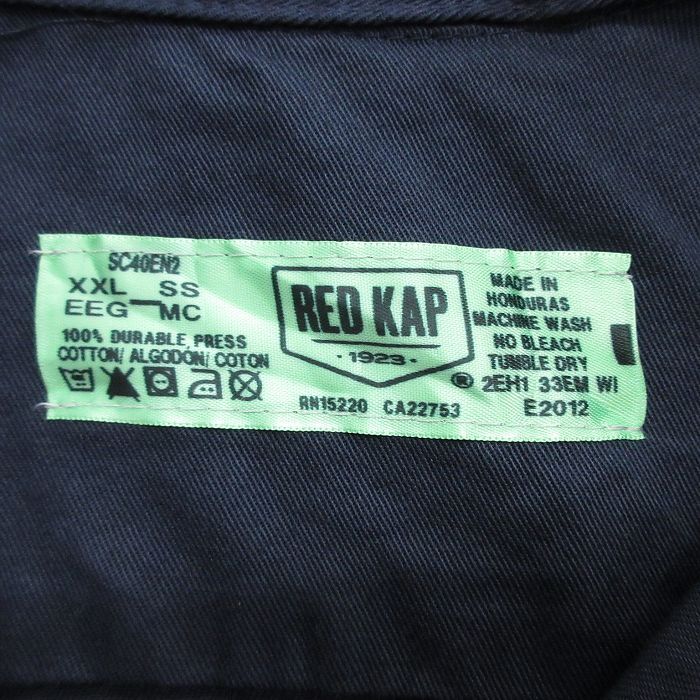 SC40EN2
XXL SS
EEG MC
100% DURABLE PRESS
COTTON/ ALGODON/ COTON
RED KAP
·1923·
®
RN15220 CA22753
MADE IN
HONDURAS
MACHINE WASH
NO BLEACH
TUMBLE DRY
2EH1 33EM WI
E2012